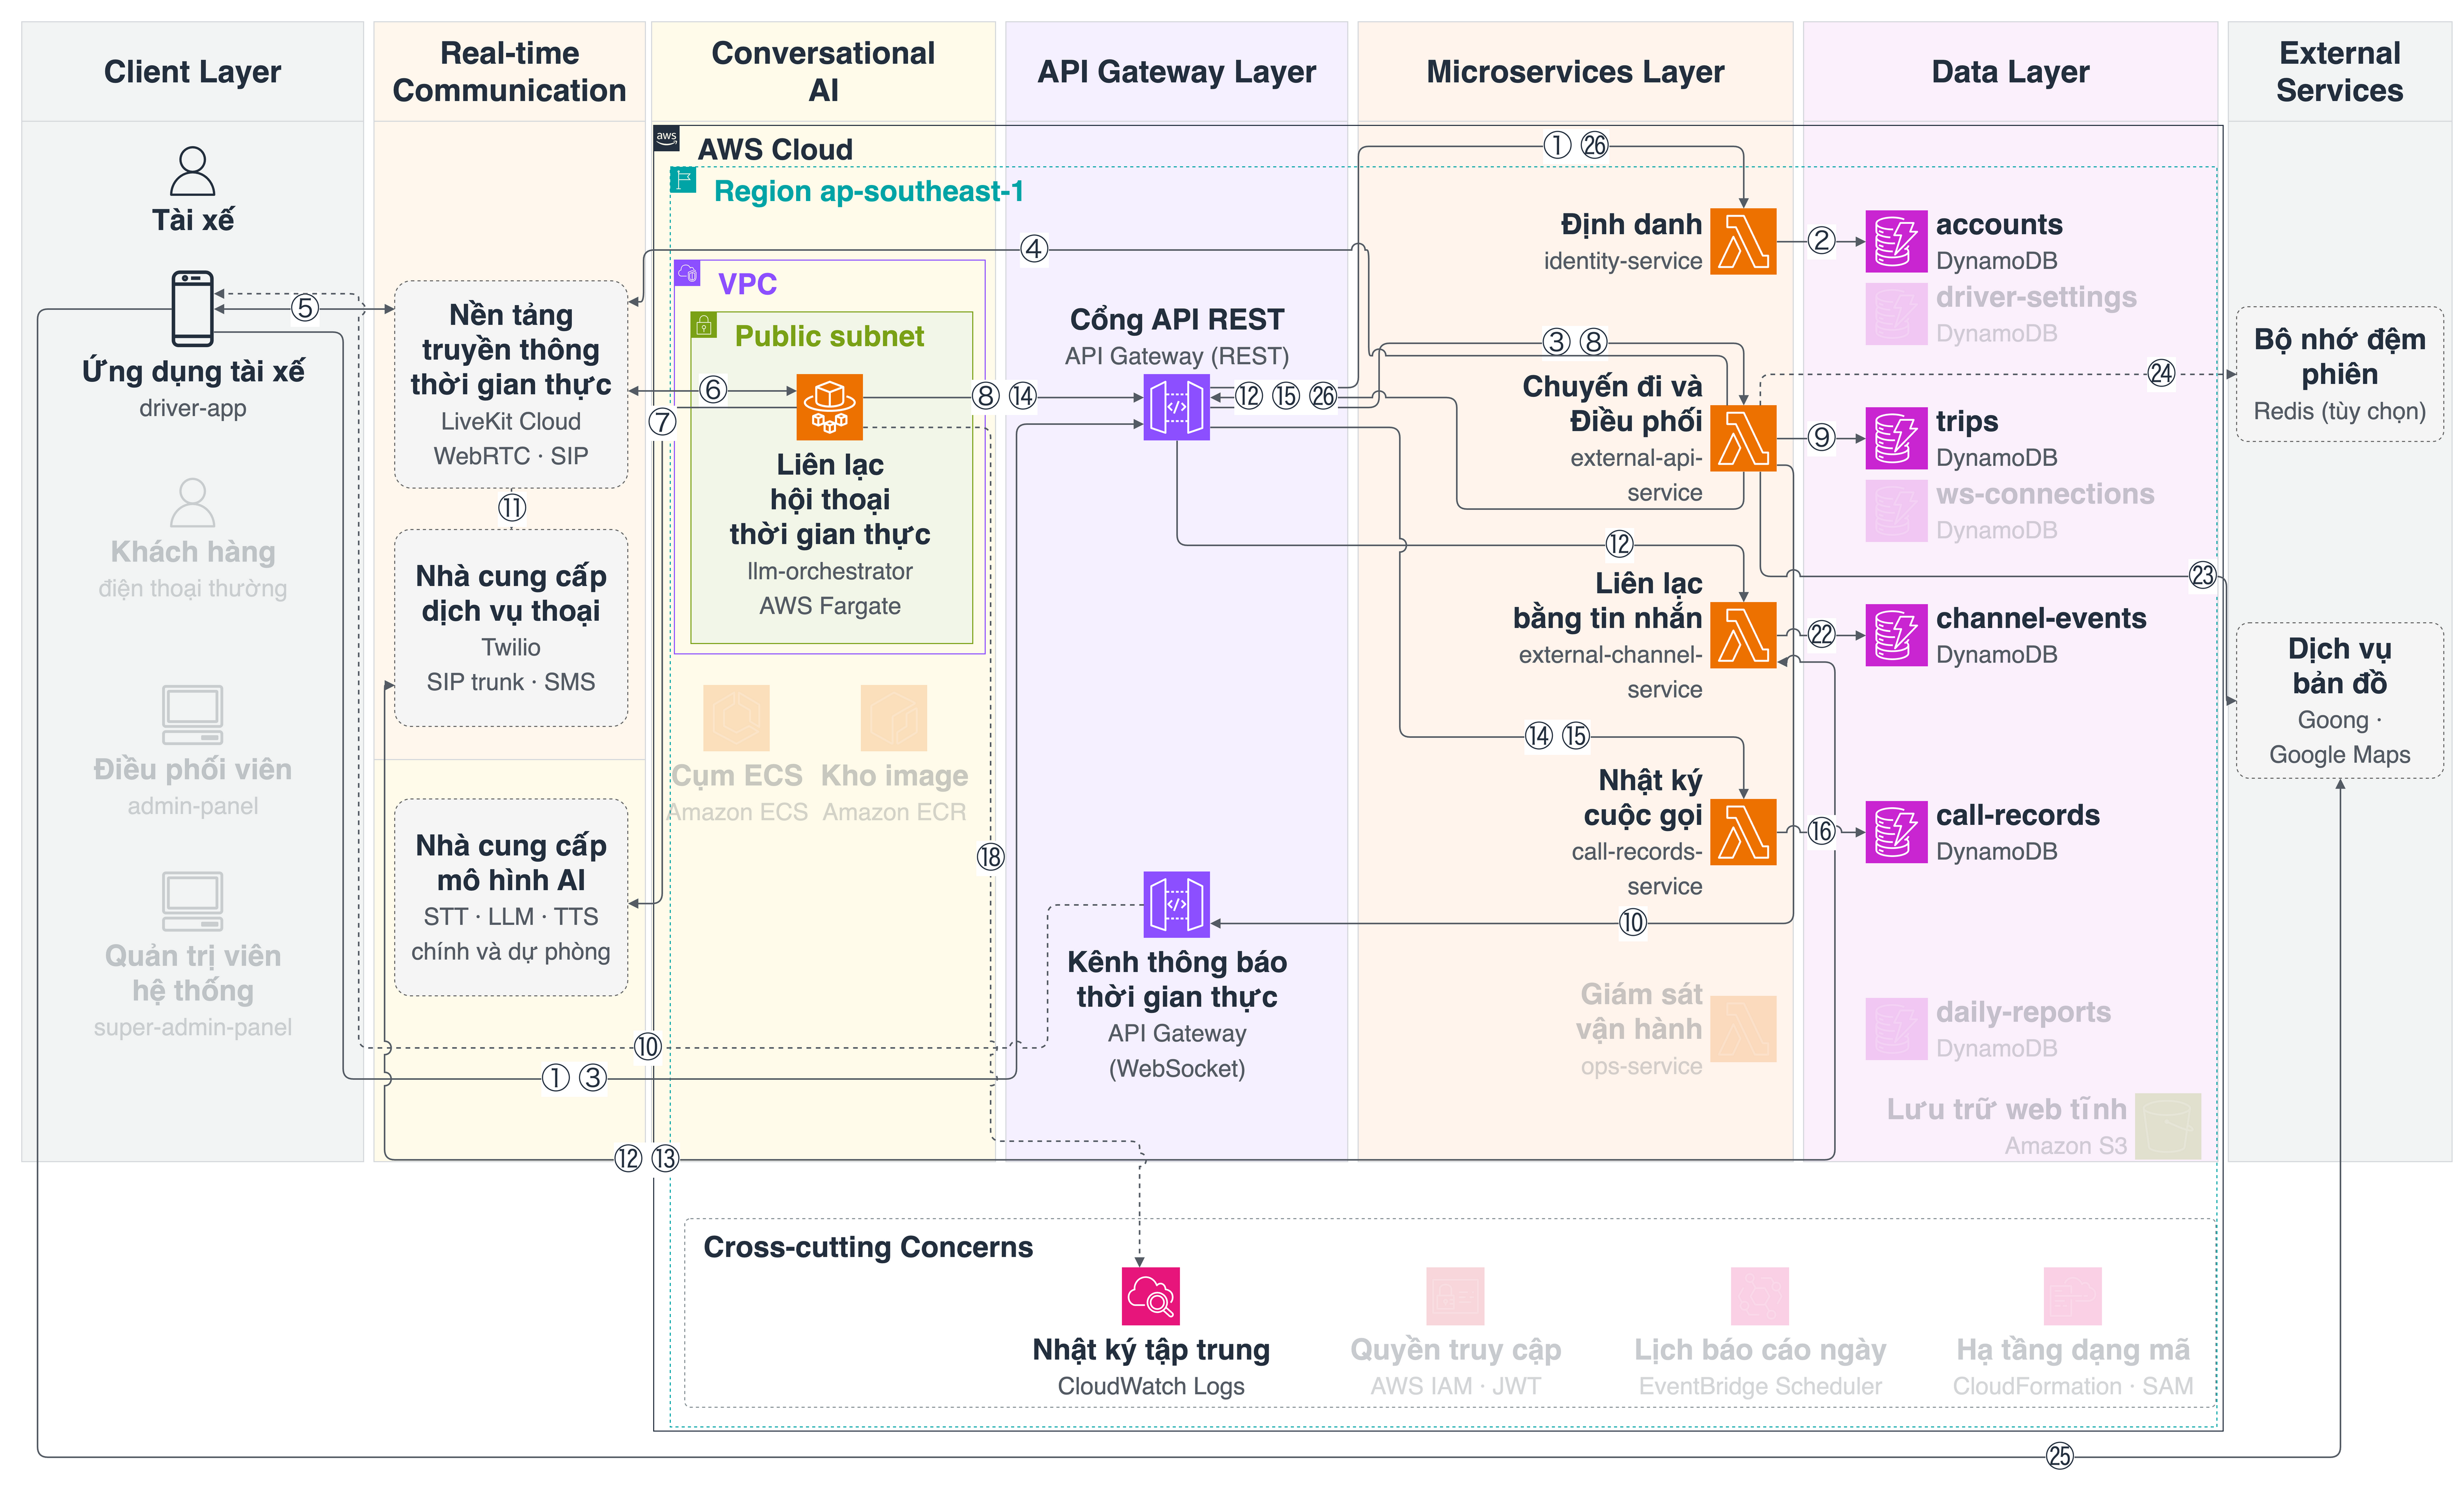 Client Layer
Real-time
Communication
Conversational
AI
API Gateway Layer
Microservices Layer
Data Layer
External
Services
aws
AWS Cloud
Region ap-southeast-1
VPC
Public subnet
Tài xế
Ứng dụng tài xế
driver-app
Khách hàng
điện thoại thường
Điều phối viên
admin-panel
Quản trị viên
hệ thống
super-admin-panel
Nền tảng
truyền thông
thời gian thực
LiveKit Cloud
WebRTC · SIP
⑪
Nhà cung cấp
dịch vụ thoại
Twilio
SIP trunk · SMS
Nhà cung cấp
mô hình AI
STT · LLM · TTS
chính và dự phòng
Liên lạc
hội thoại
thời gian thực
llm-orchestrator
AWS Fargate
Cụm ECS
Amazon ECS
Kho image
Amazon ECR
Cổng API REST
API Gateway (REST)
Kênh thông báo
thời gian thực
API Gateway
(WebSocket)
Định danh
identity-service
Chuyến đi và
Điều phối
external-api-
service
Liên lạc
bằng tin nhắn
external-channel-
service
Nhật ký
cuộc gọi
call-records-
service
Giám sát
vận hành
ops-service
accounts
DynamoDB
driver-settings
DynamoDB
trips
DynamoDB
ws-connections
DynamoDB
channel-events
DynamoDB
call-records
DynamoDB
daily-reports
DynamoDB
Lưu trữ web tĩnh
Amazon S3
Bộ nhớ đệm
phiên
Redis (tùy chọn)
Dịch vụ
bản đồ
Goong ·
Google Maps
① ㉖
②
④
⑤
③ ⑧
㉔
⑥
⑧ ⑭
⑫ ⑮ ㉖
⑦
⑨
⑫
㉓
㉒
⑭ ⑮
⑯
⑱
⑩
⑩
① ③
⑫ ⑬
Cross-cutting Concerns
Nhật ký tập trung
CloudWatch Logs
Quyền truy cập
AWS IAM · JWT
Lịch báo cáo ngày
EventBridge Scheduler
Hạ tầng dạng mã
CloudFormation · SAM
㉕